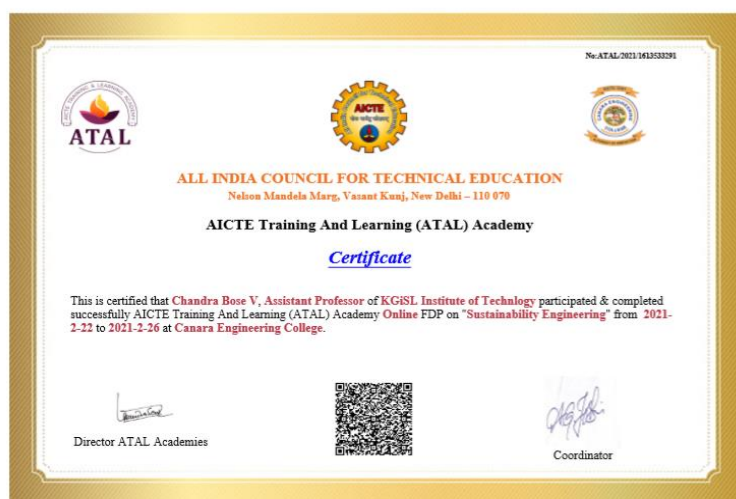 No:ATAL/2021/1613533291
ATAL
AICTE
ALL INDIA COUNCIL FOR TECHNICAL EDUCATION
Nelson Mandela Marg, Vasant Kunj, New Delhi – 110 070
AICTE Training And Learning (ATAL) Academy
Certificate
This is certified that Chandra Bose V, Assistant Professor of KGiSL Institute of Technlogy participated & completed
successfully AICTE Training And Learning (ATAL) Academy Online FDP on "Sustainability Engineering" from 2021-
2-22 to 2021-2-26 at Canara Engineering College.
Director ATAL Academies
Coordinator